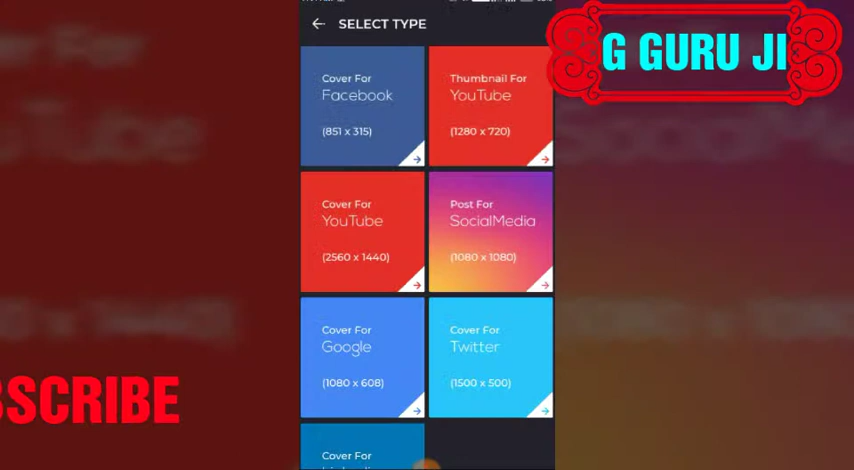 SELECT TYPE
G GURU JI
Cover For
Facebook
(851 x 315)
Thumbnail For
YouTube
(1280 x 720)
Cover For
YouTube
(2560 x 1440)
Post For
SocialMedia
(1080 x 1080)
Cover For
Google
(1080 x 608)
Cover For
Twitter
(1500 x 500)
Cover For
BSCRIBE